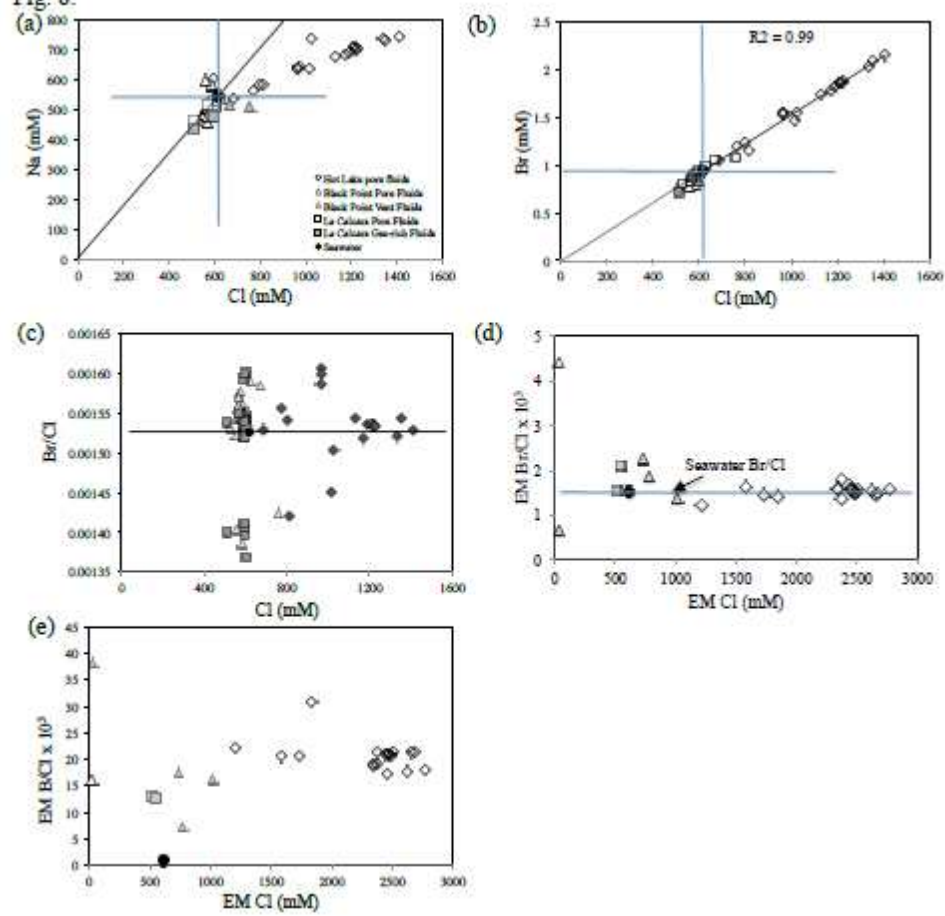 (a)
800
700
600
500
400
300
200
100
0
Na (mM)
0 200 400 600 800 1000 1200 1400 1600
Cl (mM)
Hot Lake pore fluids
Black Point Pore Fluids
Black Point Vent Fluids
La Calcara Pore Fluids
La Calcara Gas-rich Fluids
Seawater
(b)
R2 = 0.99
2.5
2
1.5
1
0.5
0
Br (mM)
0 200 400 600 800 1000 1200 1400 1600
Cl (mM)
(c)
0.00165
0.00160
0.00155
0.00150
0.00145
0.00140
0.00135
Br/Cl
0 400 800 1200 1600
Cl (mM)
(d)
5
4
3
2
1
0
EM Br/Cl x 10³
Seawater Br/Cl
0 500 1000 1500 2000 2500 3000
EM Cl (mM)
(e)
45
40
35
30
25
20
15
10
5
0
EM B/Cl x 10³
0 500 1000 1500 2000 2500 3000
EM Cl (mM)